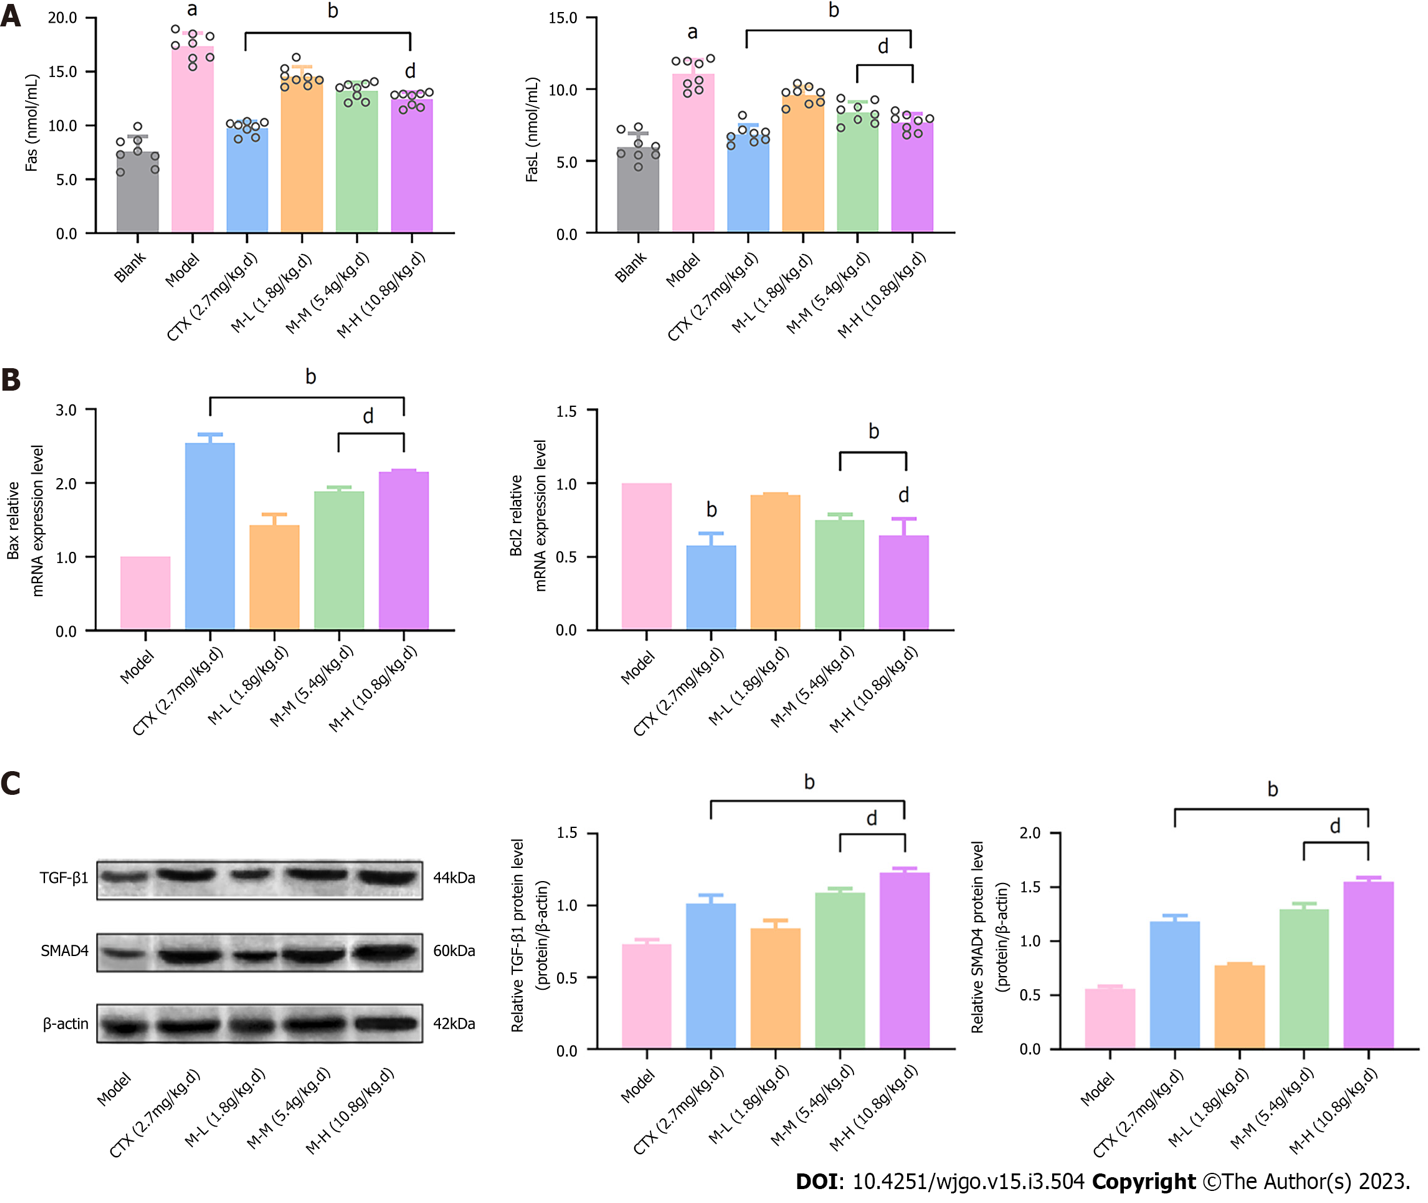 A
Fas (nmol/mL)
20.0
15.0
10.0
5.0
0.0
a
b
d
Blank
Model
CTX (2.7mg/kg.d)
M-L (1.8g/kg.d)
M-M (5.4g/kg.d)
M-H (10.8g/kg.d)
FasL (nmol/mL)
15.0
10.0
5.0
0.0
a
b
d
Blank
Model
CTX (2.7mg/kg.d)
M-L (1.8g/kg.d)
M-M (5.4g/kg.d)
M-H (10.8g/kg.d)
B
Bax relative
mRNA expression level
3.0
2.0
1.0
0.0
b
d
Model
CTX (2.7mg/kg.d)
M-L (1.8g/kg.d)
M-M (5.4g/kg.d)
M-H (10.8g/kg.d)
Bcl2 relative
mRNA expression level
1.5
1.0
0.5
0.0
b
b
d
Model
CTX (2.7mg/kg.d)
M-L (1.8g/kg.d)
M-M (5.4g/kg.d)
M-H (10.8g/kg.d)
C
TGF-β1
44kDa
SMAD4
60kDa
β-actin
42kDa
Model
CTX (2.7mg/kg.d)
M-L (1.8g/kg.d)
M-M (5.4g/kg.d)
M-H (10.8g/kg.d)
Relative TGF-β1 protein level
(protein/β-actin)
1.5
1.0
0.5
0.0
b
d
Model
CTX (2.7mg/kg.d)
M-L (1.8g/kg.d)
M-M (5.4g/kg.d)
M-H (10.8g/kg.d)
Relative SMAD4 protein level
(protein/β-actin)
2.0
1.5
1.0
0.5
0.0
b
d
Model
CTX (2.7mg/kg.d)
M-L (1.8g/kg.d)
M-M (5.4g/kg.d)
M-H (10.8g/kg.d)
DOI: 10.4251/wjgo.v15.i3.504 Copyright ©The Author(s) 2023.